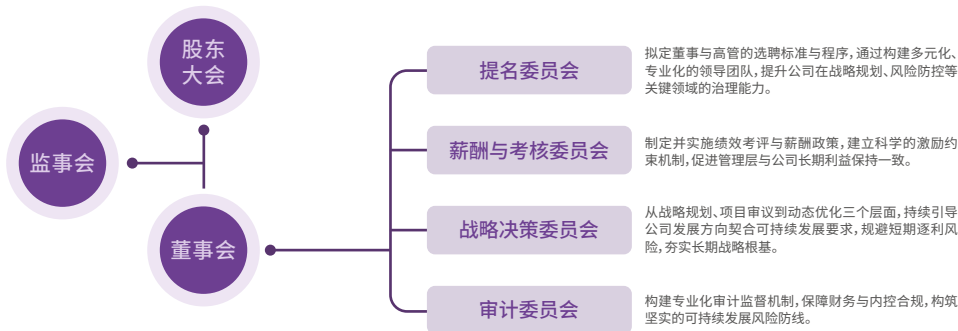 股东
大会
监事会
董事会
提名委员会
拟定董事与高管的选聘标准与程序，通过构建多元化、
专业化的领导团队，提升公司在战略规划、风险防控等
关键领域的治理能力。
薪酬与考核委员会
制定并实施绩效考评与薪酬政策，建立科学的激励约
束机制，促进管理层与公司长期利益保持一致。
战略决策委员会
从战略规划、项目审议到动态优化三个层面，持续引导
公司发展方向契合可持续发展要求，规避短期逐利风
险，夯实长期战略根基。
审计委员会
构建专业化审计监督机制，保障财务与内控合规，构筑
坚实的可持续发展风险防线。